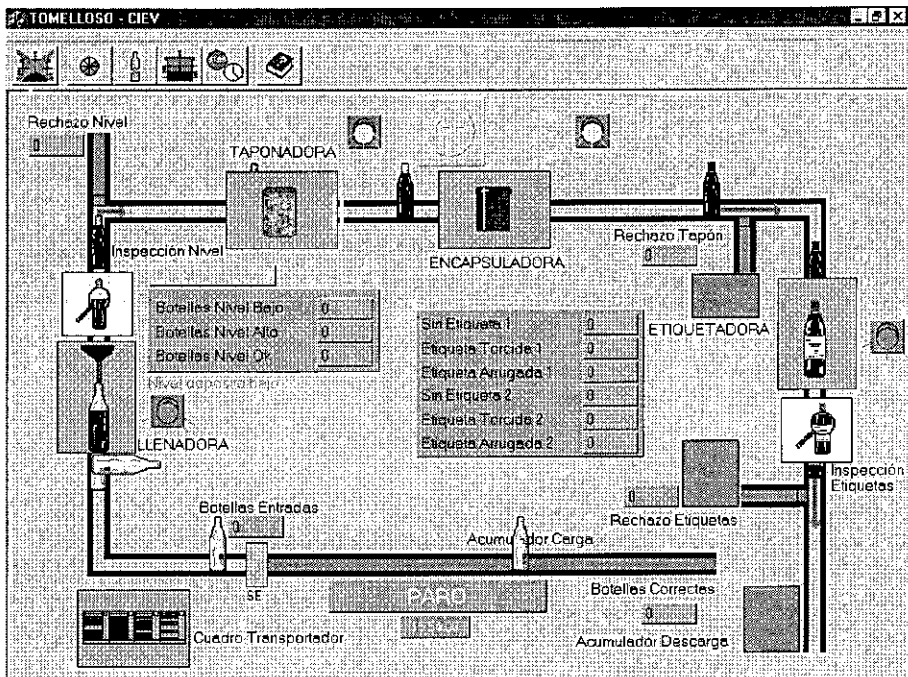 TOMELLOSO - CIEV
Rechazo Nivel
0
TAPONADORA
Inspección Nivel
ENCAPSULADORA
Rechazo Tapón
0
ETIQUETADORA
Botellas Nivel Bajo 0
Botellas Nivel Alto 0
Botellas Nivel Ok 0
Nivel deposito bajo
Sin Etiqueta 1 0
Etiqueta Torcida 1 0
Etiqueta Arrugada 1 0
Sin Etiqueta 2 0
Etiqueta Torcida 2 0
Etiqueta Arrugada 2 0
LLENADORA
Inspección
Etiquetas
0
Rechazo Etiquetas
Botellas Entradas
0
Acumulador Carga
SE
PARO
Botellas Correctas
0
Cuadro Transportador
Acumulador Descarga